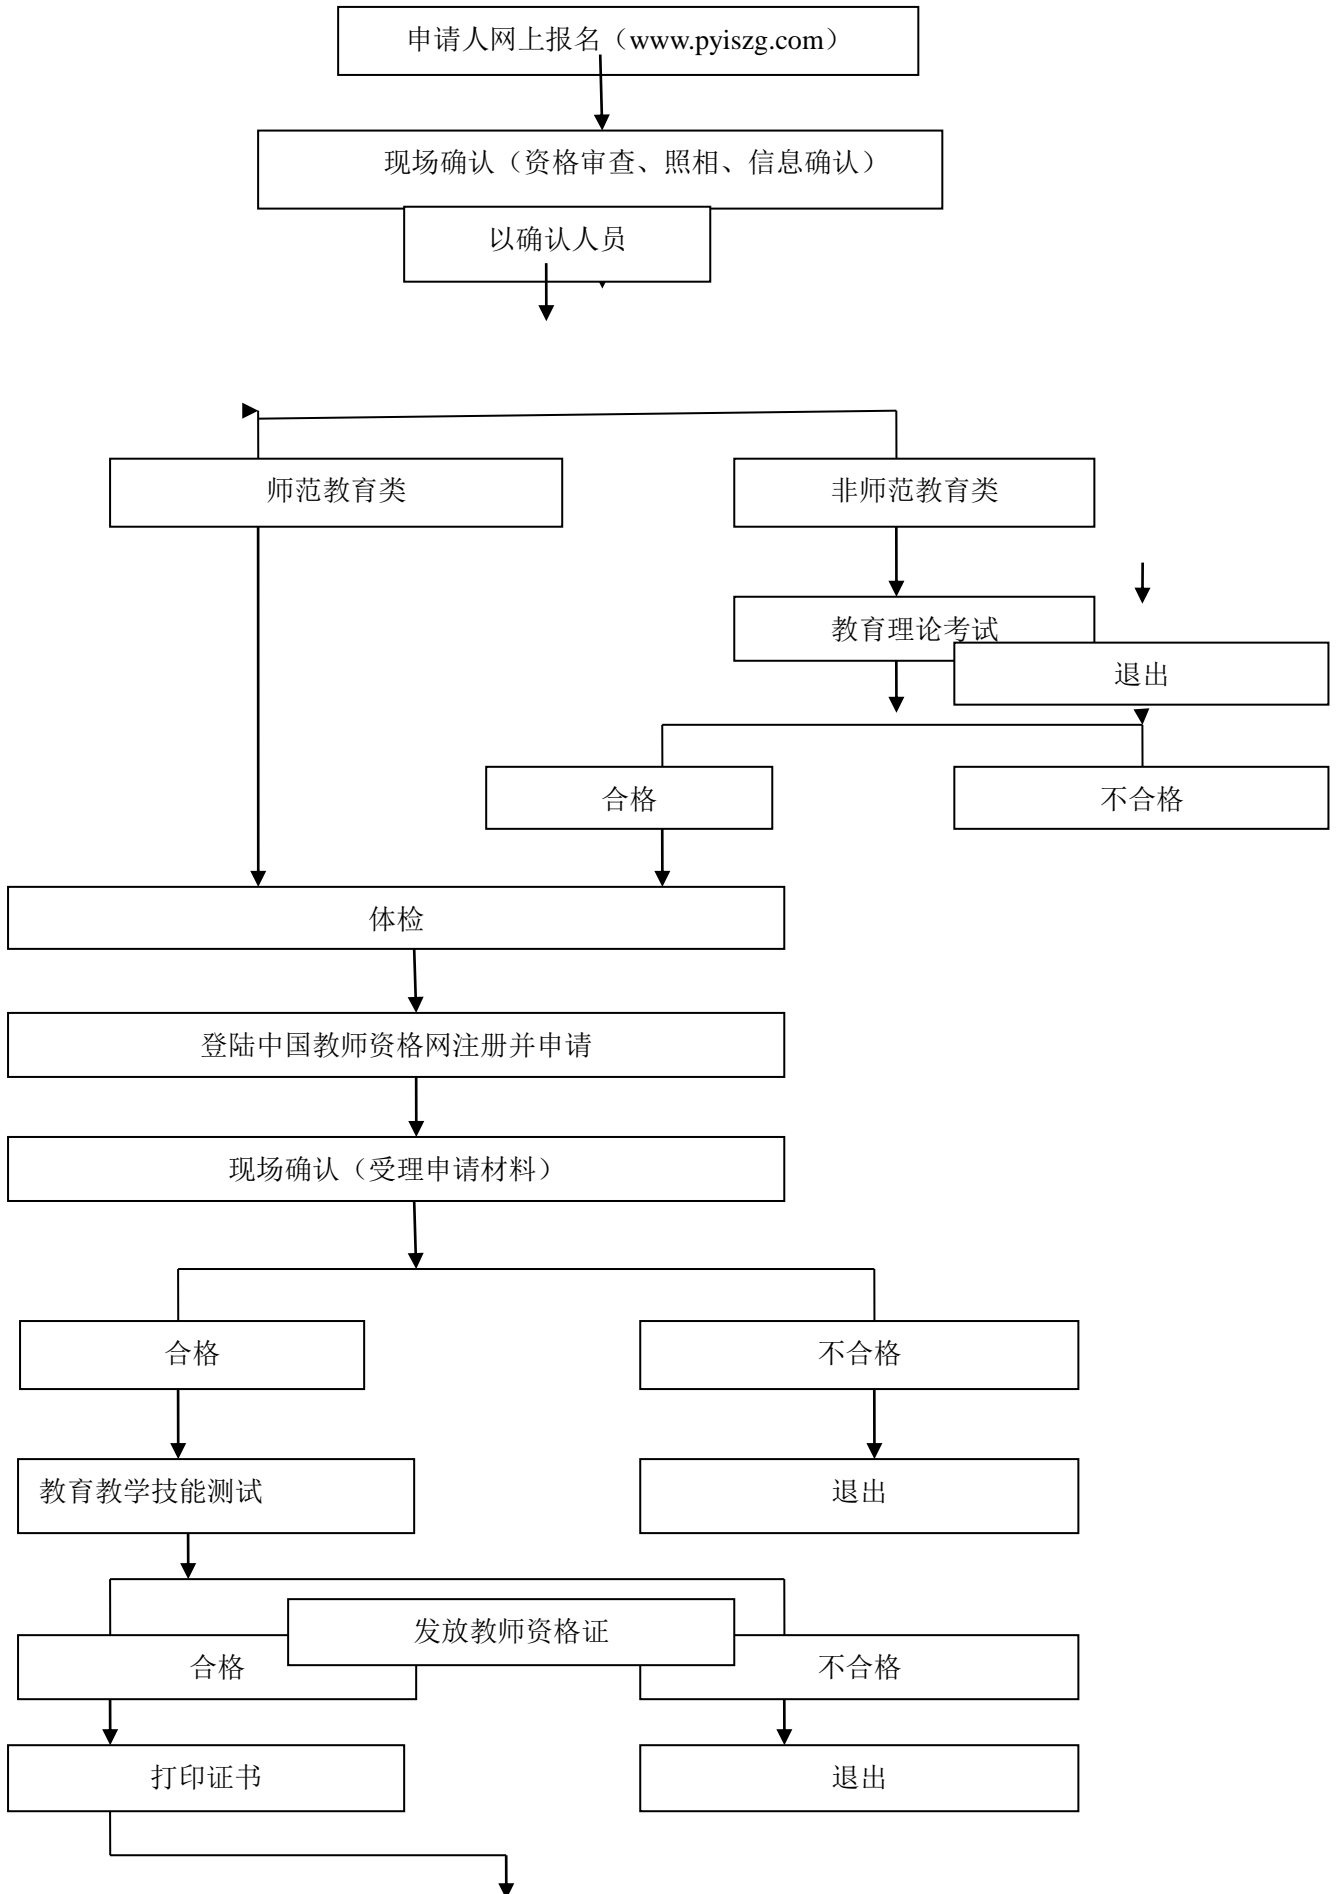 申请人网上报名（www.pyiszg.com）
现场确认（资格审查、照相、信息确认）
以确认人员
师范教育类
非师范教育类
教育理论考试
退出
合格
不合格
体检
登陆中国教师资格网注册并申请
现场确认（受理申请材料）
合格
不合格
教育教学技能测试
退出
发放教师资格证
合格
不合格
打印证书
退出